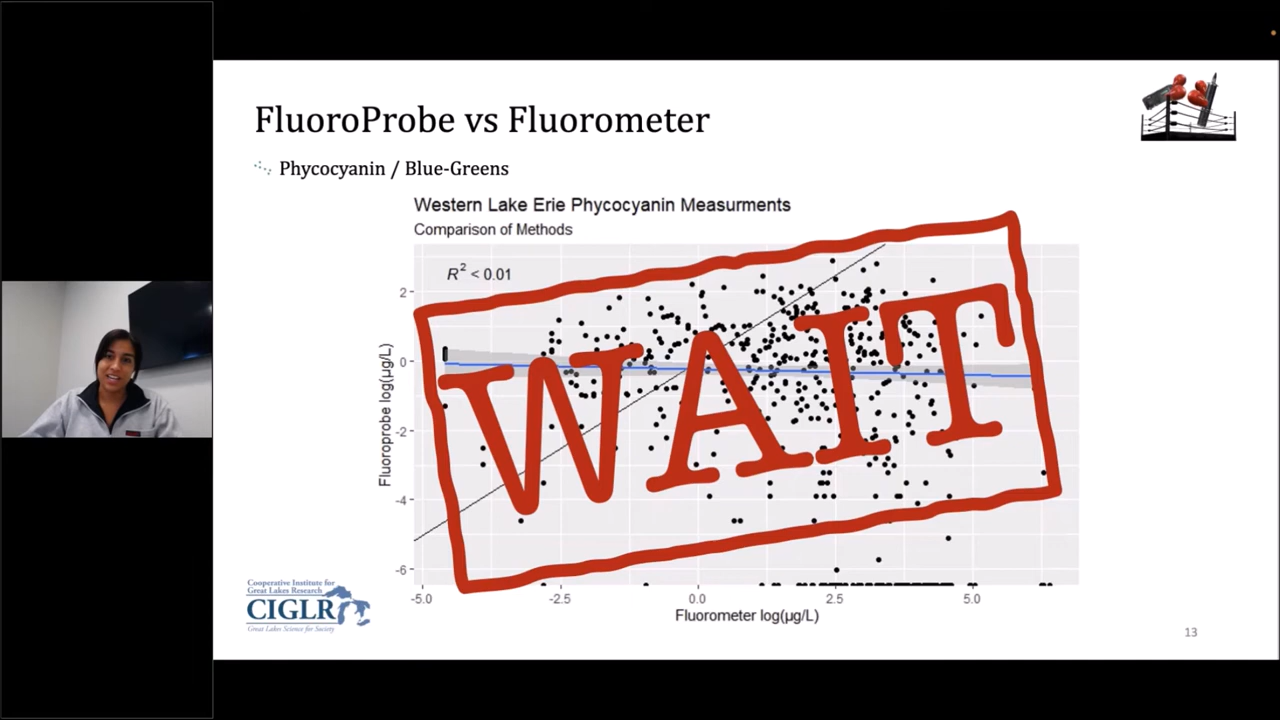 FluoroProbe vs Fluorometer
Phycocyanin / Blue-Greens
Western Lake Erie Phycocyanin Measurments
Comparison of Methods
R² < 0.01
WAIT
Fluoroprobe log(µg/L)
2
0
-2
-4
-6
-5.0 -2.5 0.0 2.5 5.0
Fluorometer log(µg/L)
Cooperative Institute for
Great Lakes Research
CIGLR
Great Lakes Science for Society
13